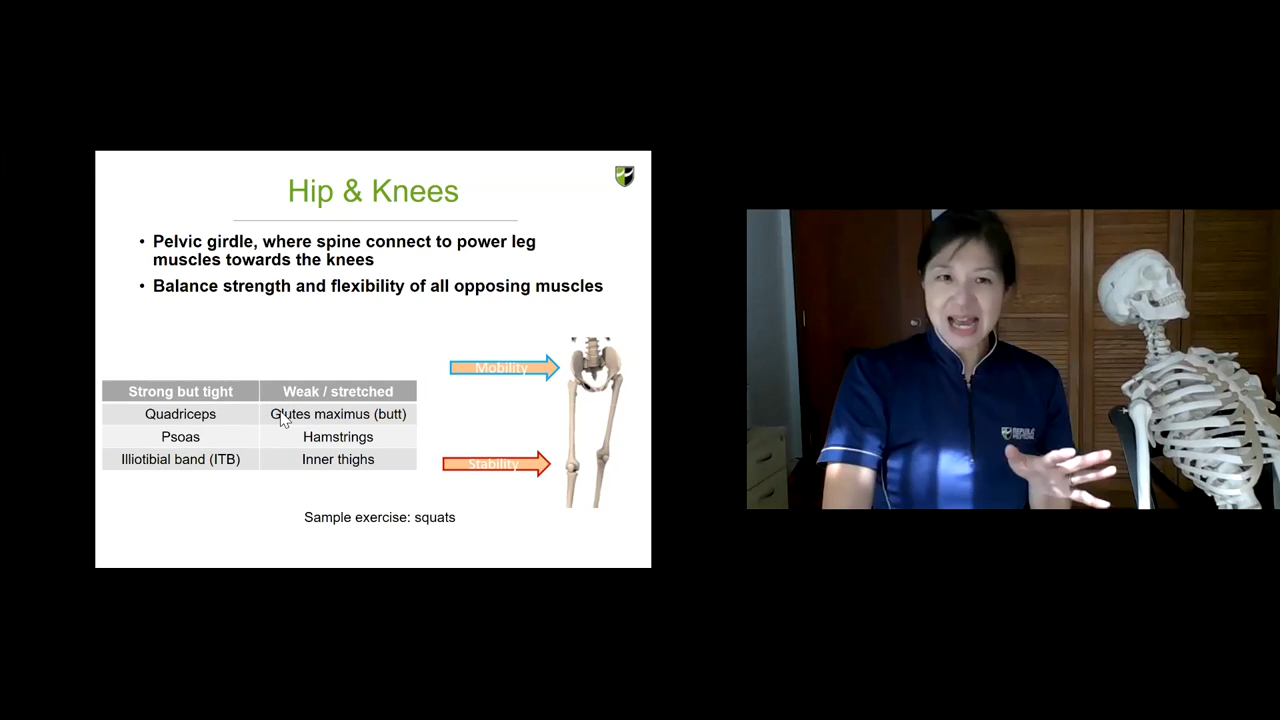 Hip & Knees
• Pelvic girdle, where spine connect to power leg
muscles towards the knees
• Balance strength and flexibility of all opposing muscles
Mobility
Strong but tight Weak / stretched
Quadriceps Glutes maximus (butt)
Psoas Hamstrings
Illiotibial band (ITB) Inner thighs
Stability
Sample exercise: squats
REPUBLIC